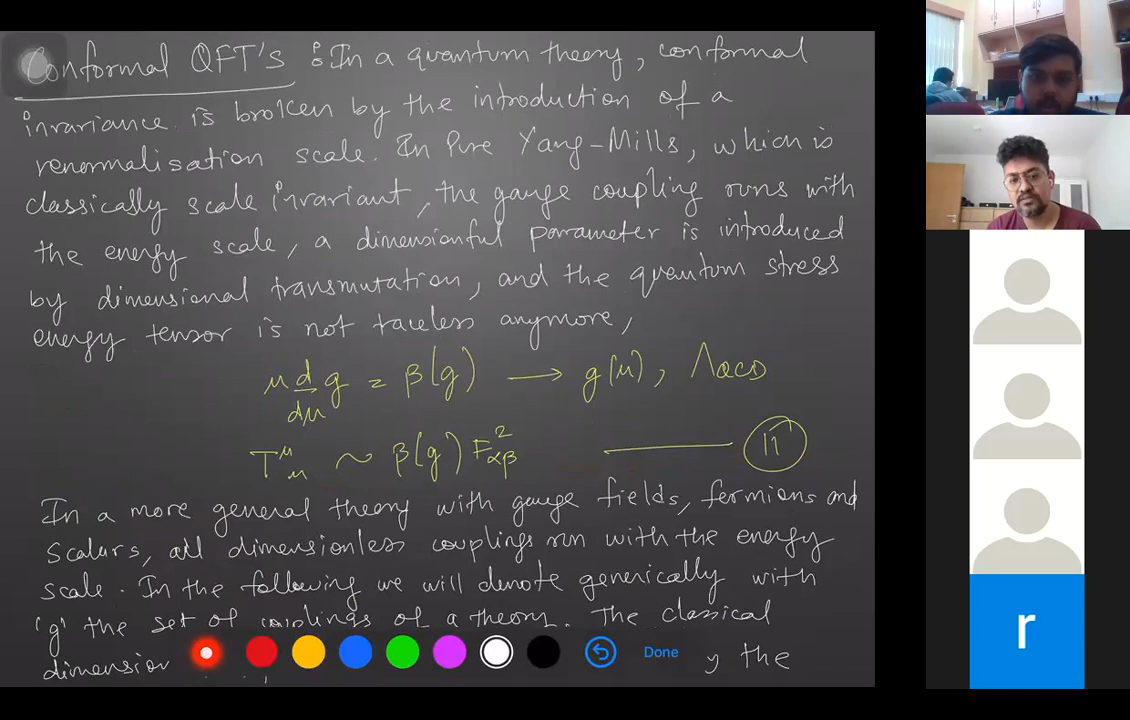 Conformal QFT's : In a quantum theory, conformal
invariance is broken by the introduction of a
renormalisation scale. In Pure Yang-Mills, which is
classically scale invariant, the gauge coupling runs with
the energy scale, a dimensionful parameter is introduced
by dimensional transmutation, and the quantum stress
energy tensor is not traceless anymore,
μ d/dμ g = β(g) → g(μ), ΛQCD
T^μ_μ ~ β(g) F²_αβ —— (17)
In a more general theory with gauge fields, fermions and
scalars, all dimensionless couplings run with the energy
scale. In the following we will denote generically with
'g' the set of couplings of a theory. The classical
dimension y the
Done
r